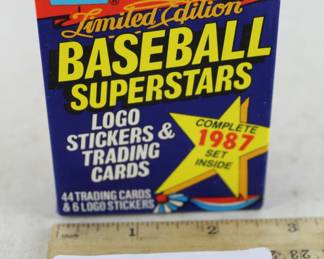 ®
Limited Edition
BASEBALL
SUPERSTARS
LOGO
STICKERS &
TRADING
CARDS
COMPLETE
1987
SET
INSIDE
44 TRADING CARDS
& 6 LOGO STICKERS
1
2
3